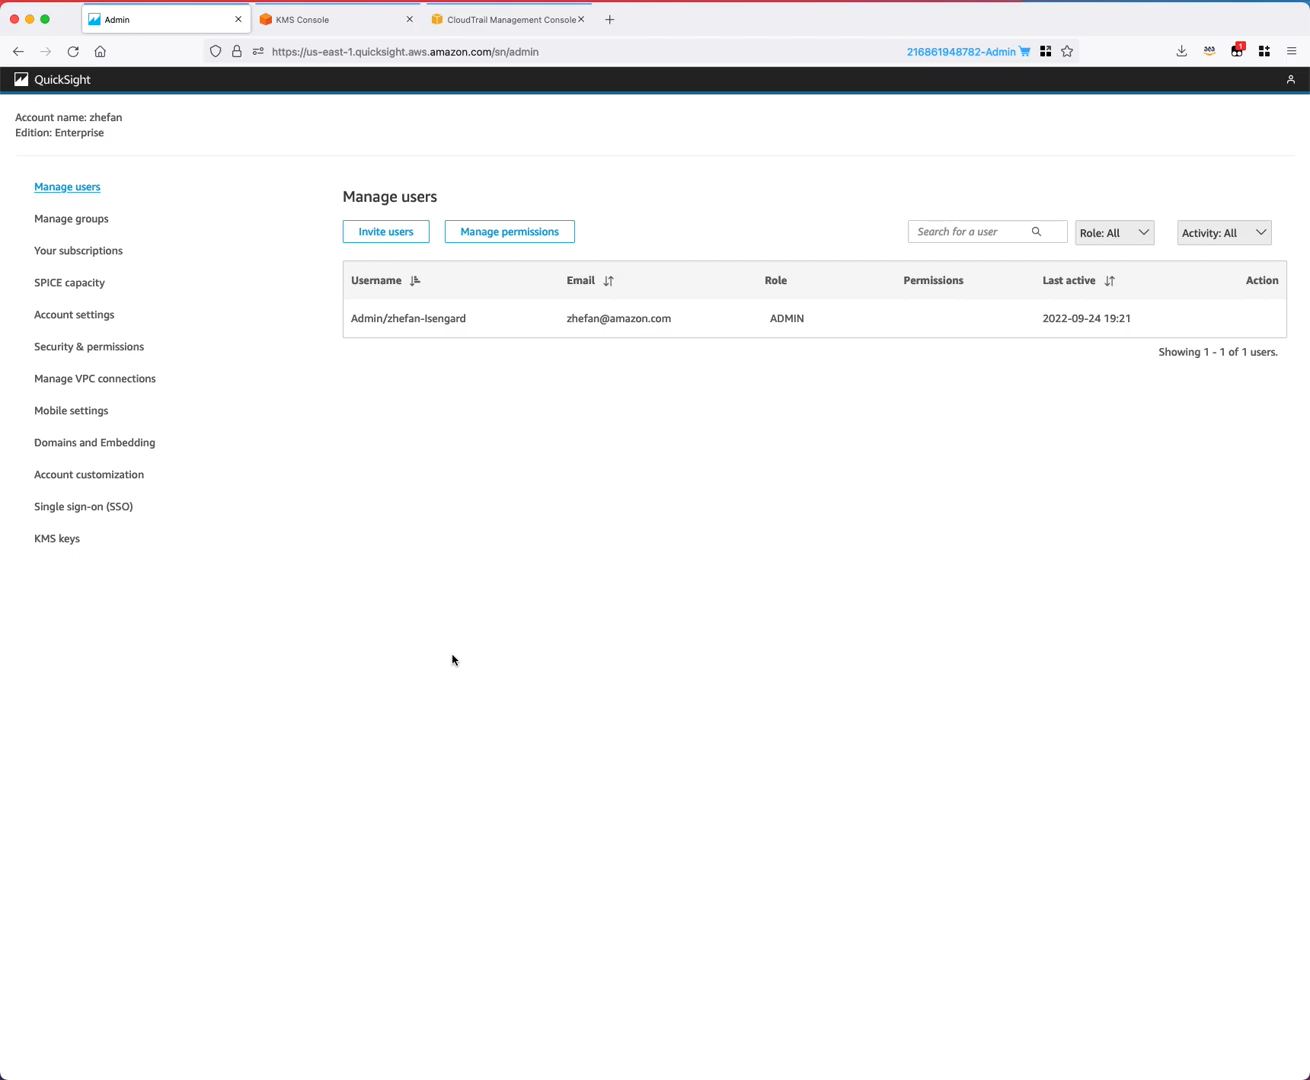 Admin
KMS Console
CloudTrail Management Console
https://us-east-1.quicksight.aws.amazon.com/sn/admin
216861948782-Admin
1
QuickSight
Account name: zhefan
Edition: Enterprise
Manage users
Manage groups
Your subscriptions
SPICE capacity
Account settings
Security & permissions
Manage VPC connections
Mobile settings
Domains and Embedding
Account customization
Single sign-on (SSO)
KMS keys
Manage users
Invite users Manage permissions Search for a user Role: All Activity: All
Username Email Role Permissions Last active Action
Admin/zhefan-Isengard zhefan@amazon.com ADMIN 2022-09-24 19:21
Showing 1 - 1 of 1 users.